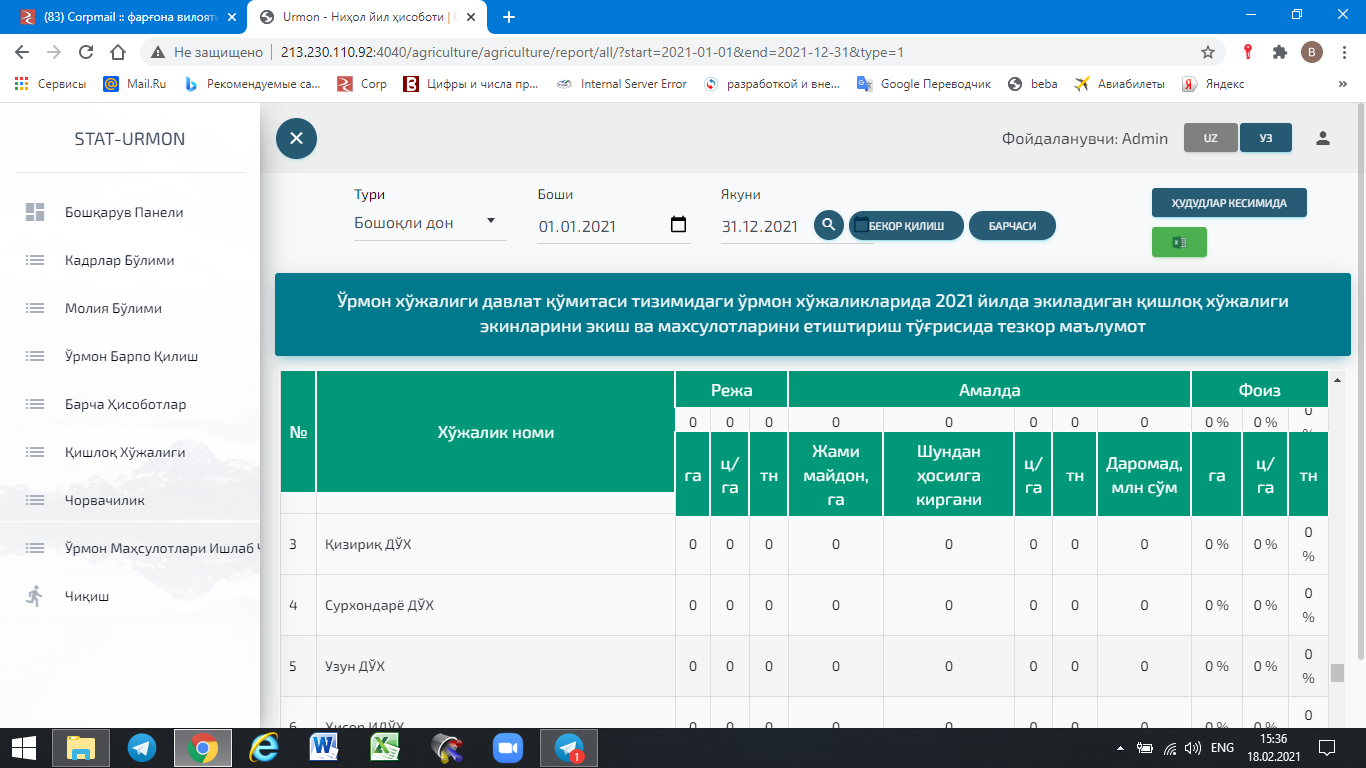 (83) Corpmail :: фарғона вилоят
Urmon - Ниҳол йил ҳисоботи |
Не защищено
213.230.110.92:4040/agriculture/agriculture/report/all/?start=2021-01-01&end=2021-12-31&type=1
B
Сервисы
Mail.Ru
Рекомендуемые са...
Corp
Цифры и числа пр...
Internal Server Error
разработкой и вне...
Google Переводчик
beba
Авиабилеты
Яндекс
STAT-URMON
Фойдаланувчи: Admin
UZ
УЗ
Бошқарув Панели
Кадрлар Бўлими
Молия Бўлими
Ўрмон Барпо Қилиш
Барча Ҳисоботлар
Қишлоқ Хўжалиги
Чорвачилик
Ўрмон Маҳсулотлари Ишлаб
Чиқиш
Тури
Бошоқли дон
Боши
01.01.2021
Якуни
31.12.2021
БЕКОР ҚИЛИШ
БАРЧАСИ
ҲУДУДЛАР КЕСИМИДА
Ўрмон хўжалиги давлат қўмитаси тизимидаги ўрмон хўжаликларида 2021 йилда экиладиган қишлоқ хўжалиги
экинларини экиш ва махсулотларини етиштириш тўғрисида тезкор маълумот
№
Хўжалик номи
Режа
Амалда
Фоиз
0 0 0 0 0 0 0 0 0 % 0 % 0 %
га
ц/га
тн
Жами майдон, га
Шундан ҳосилга киргани
ц/га
тн
Даромад, млн сўм
га
ц/га
тн
3 Қизириқ ДЎХ 0 0 0 0 0 0 0 0 0 % 0 % 0 %
4 Сурхондарё ДЎХ 0 0 0 0 0 0 0 0 0 % 0 % 0 %
5 Узун ДЎХ 0 0 0 0 0 0 0 0 0 % 0 % 0 %
6 Ҳисор ИДЎХ 0 0 0 0 0 0 0 0 0 % 0 % 0
1
ENG
15:36
18.02.2021